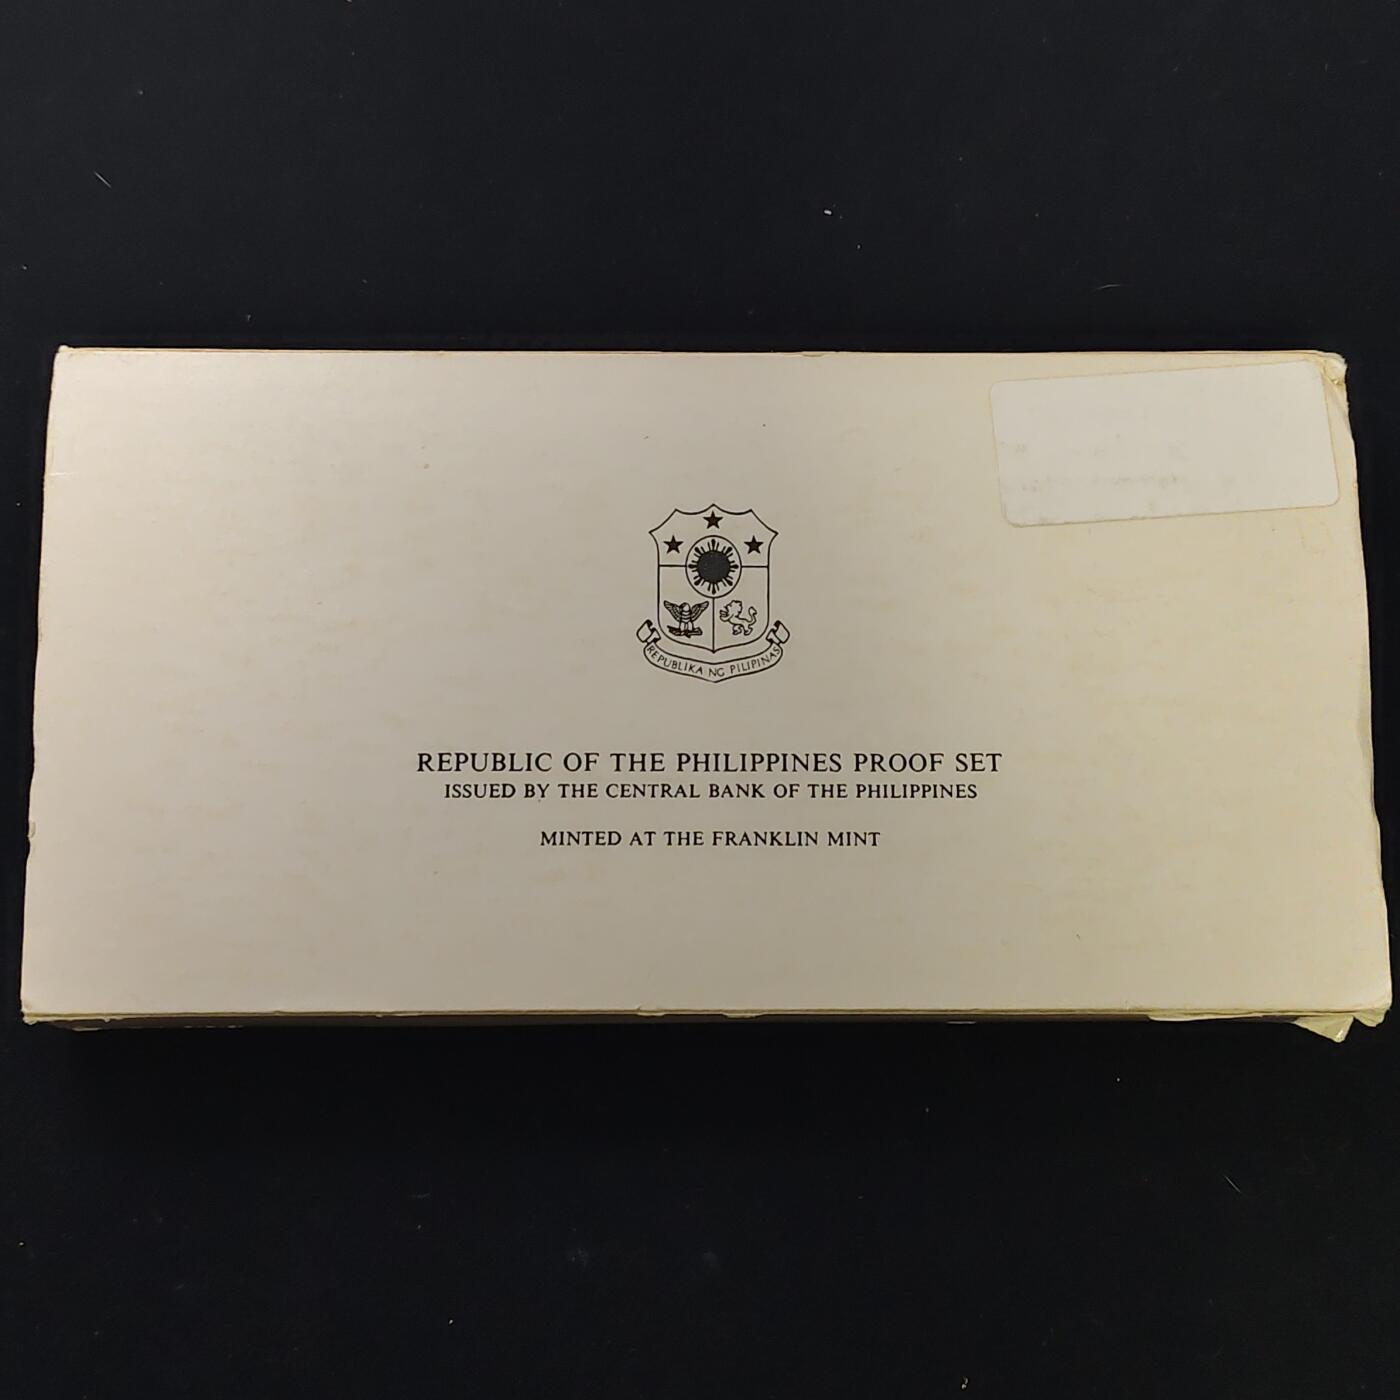 REPUBLIKA NG PILIPINAS
REPUBLIC OF THE PHILIPPINES PROOF SET
ISSUED BY THE CENTRAL BANK OF THE PHILIPPINES
MINTED AT THE FRANKLIN MINT